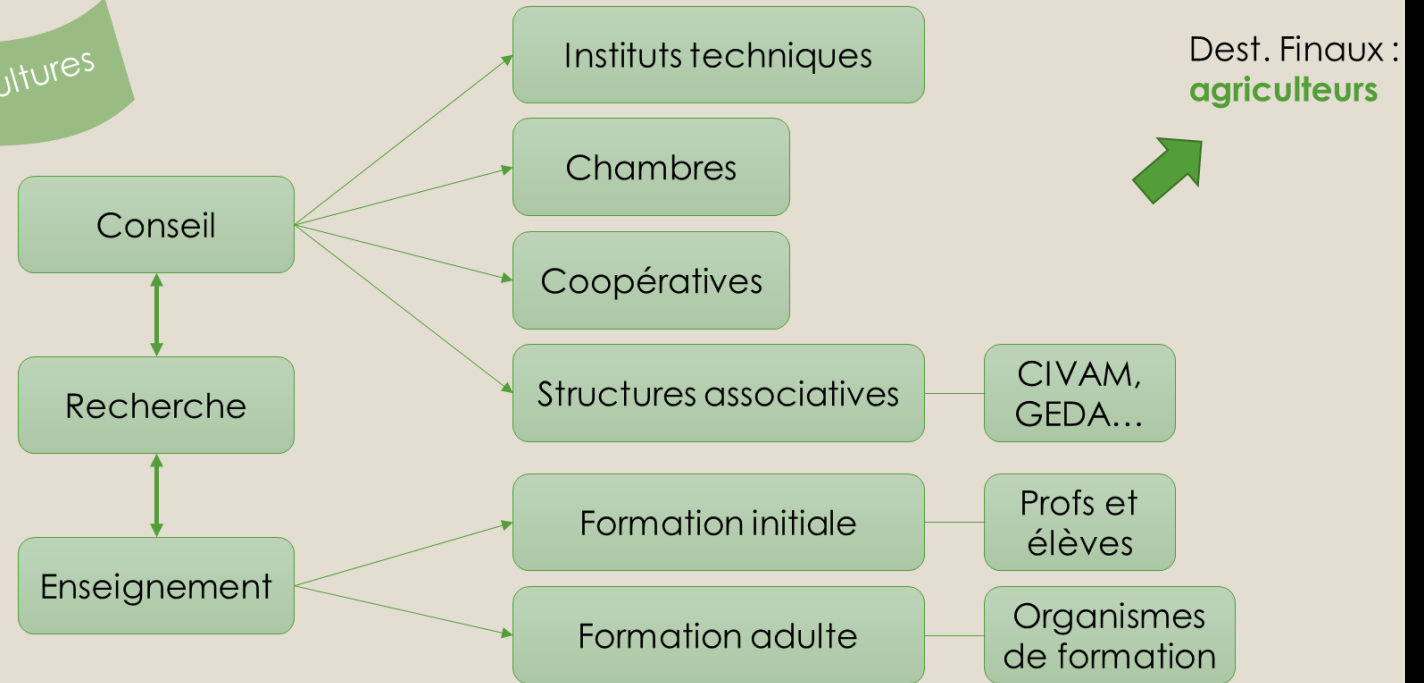 Instituts techniques
Dest. Finaux :
agriculteurs
Chambres
Conseil
Coopératives
Structures associatives
CIVAM,
GEDA…
Recherche
Formation initiale
Profs et
élèves
Enseignement
Formation adulte
Organismes
de formation